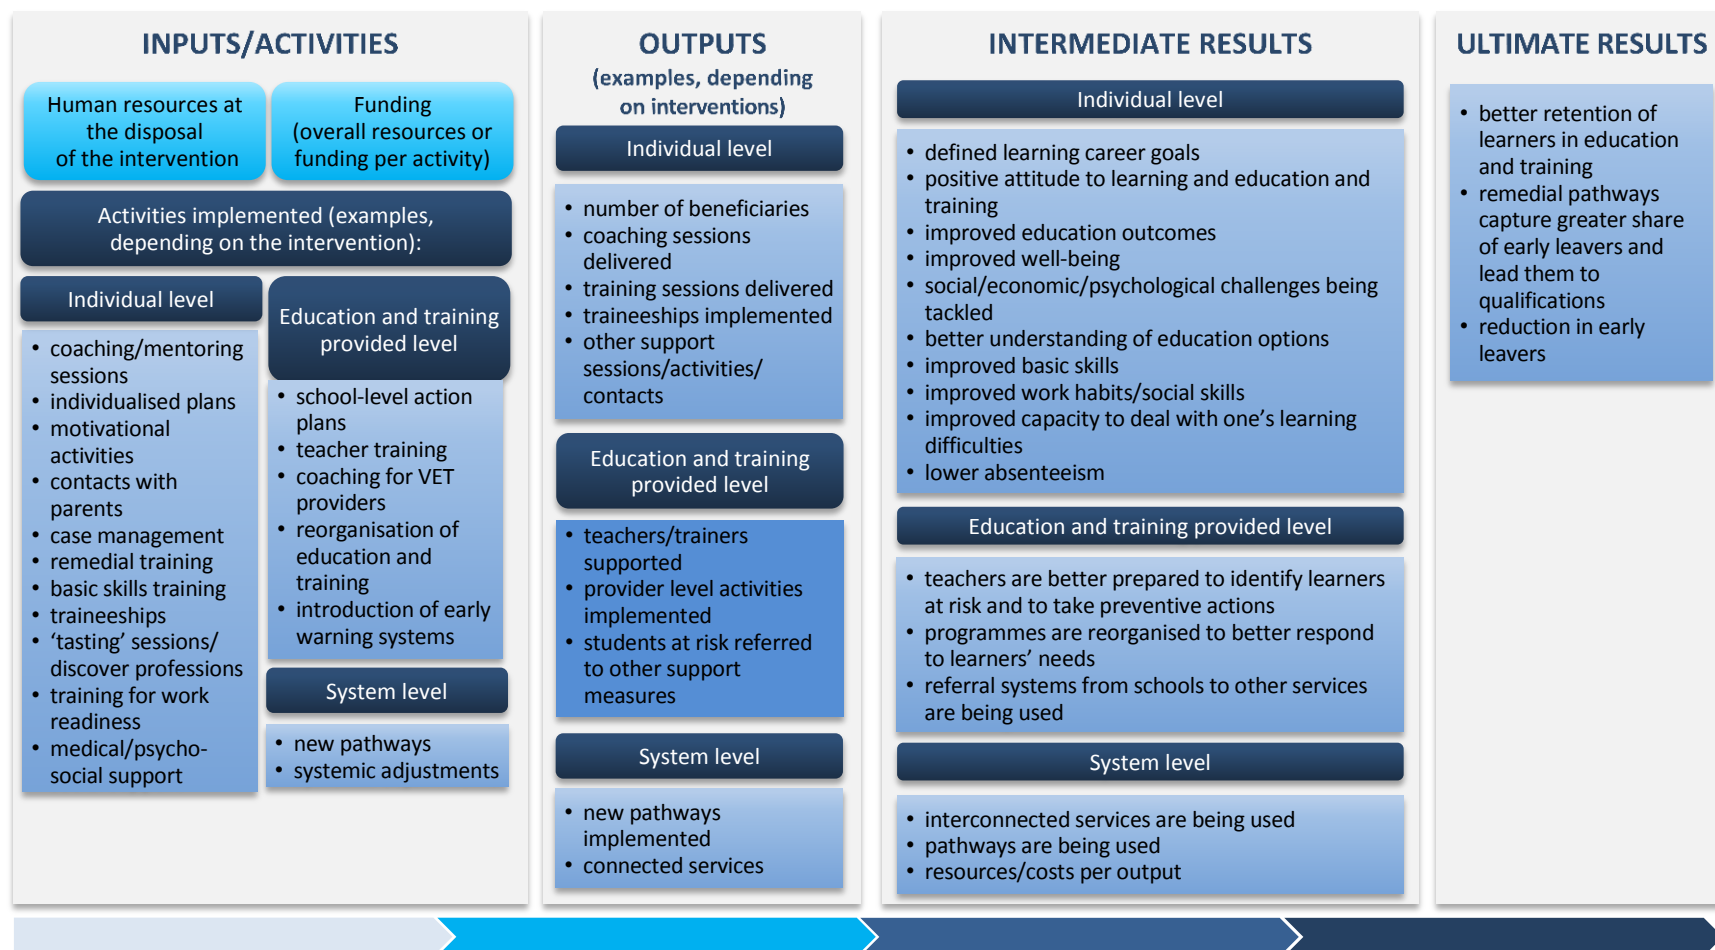 INPUTS/ACTIVITIES
Human resources at
the disposal
of the intervention
Funding
(overall resources or
funding per activity)
Activities implemented (examples,
depending on the intervention):
Individual level
• coaching/mentoring
sessions
• individualised plans
• motivational
activities
• contacts with
parents
• case management
• remedial training
• basic skills training
• traineeships
• ‘tasting’ sessions/
discover professions
• training for work
readiness
• medical/psycho-
social support
Education and training
provided level
• school-level action
plans
• teacher training
• coaching for VET
providers
• reorganisation of
education and
training
• introduction of early
warning systems
System level
• new pathways
• systemic adjustments
OUTPUTS
(examples, depending
on interventions)
Individual level
• number of beneficiaries
• coaching sessions
delivered
• training sessions delivered
• traineeships implemented
• other support
sessions/activities/
contacts
Education and training
provided level
• teachers/trainers
supported
• provider level activities
implemented
• students at risk referred
to other support
measures
System level
• new pathways
implemented
• connected services
INTERMEDIATE RESULTS
Individual level
• defined learning career goals
• positive attitude to learning and education and
training
• improved education outcomes
• improved well-being
• social/economic/psychological challenges being
tackled
• better understanding of education options
• improved basic skills
• improved work habits/social skills
• improved capacity to deal with one’s learning
difficulties
• lower absenteeism
Education and training provided level
• teachers are better prepared to identify learners
at risk and to take preventive actions
• programmes are reorganised to better respond
to learners’ needs
• referral systems from schools to other services
are being used
System level
• interconnected services are being used
• pathways are being used
• resources/costs per output
ULTIMATE RESULTS
• better retention of
learners in education
and training
• remedial pathways
capture greater share
of early leavers and
lead them to
qualifications
• reduction in early
leavers